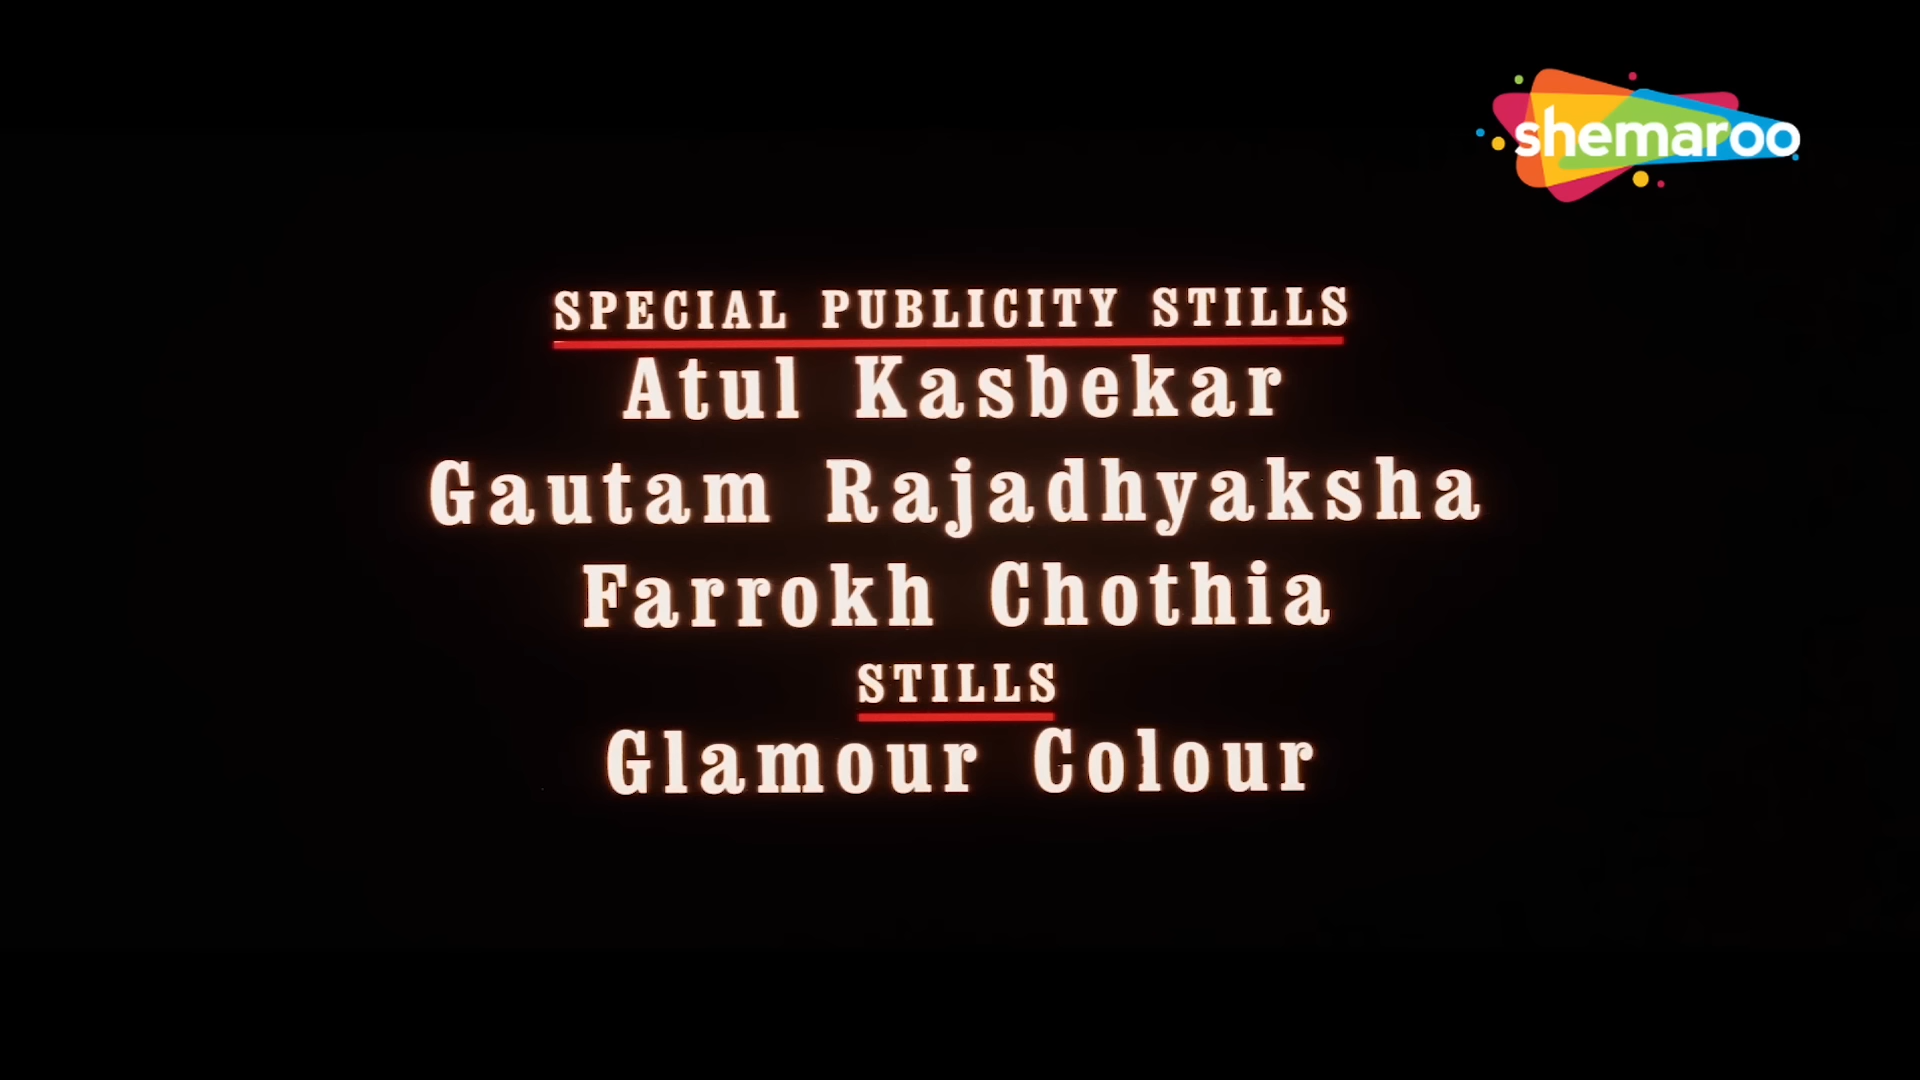 shemaroo
SPECIAL PUBLICITY STILLS
Atul Kasbekar
Gautam Rajadhyaksha
Farrokh Chothia
STILLS
Glamour Colour